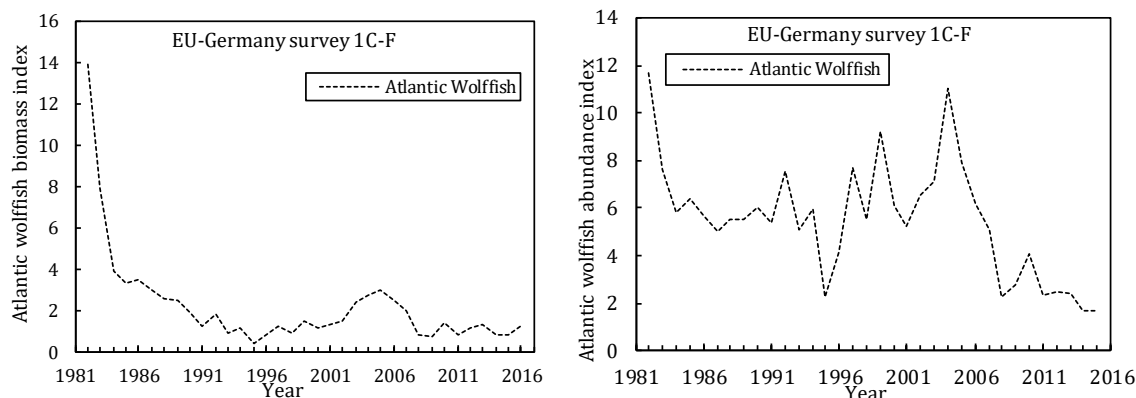 EU-Germany survey 1C-F
Atlantic Wolffish
Atlantic wolffish biomass index
16
14
12
10
8
6
4
2
0
1981 1986 1991 1996 2001 2006 2011 2016
Year
EU-Germany survey 1C-F
Atlantic Wolffish
Atlantic wolffish abundance index
14
12
10
8
6
4
2
0
1981 1986 1991 1996 2001 2006 2011 2016
Year